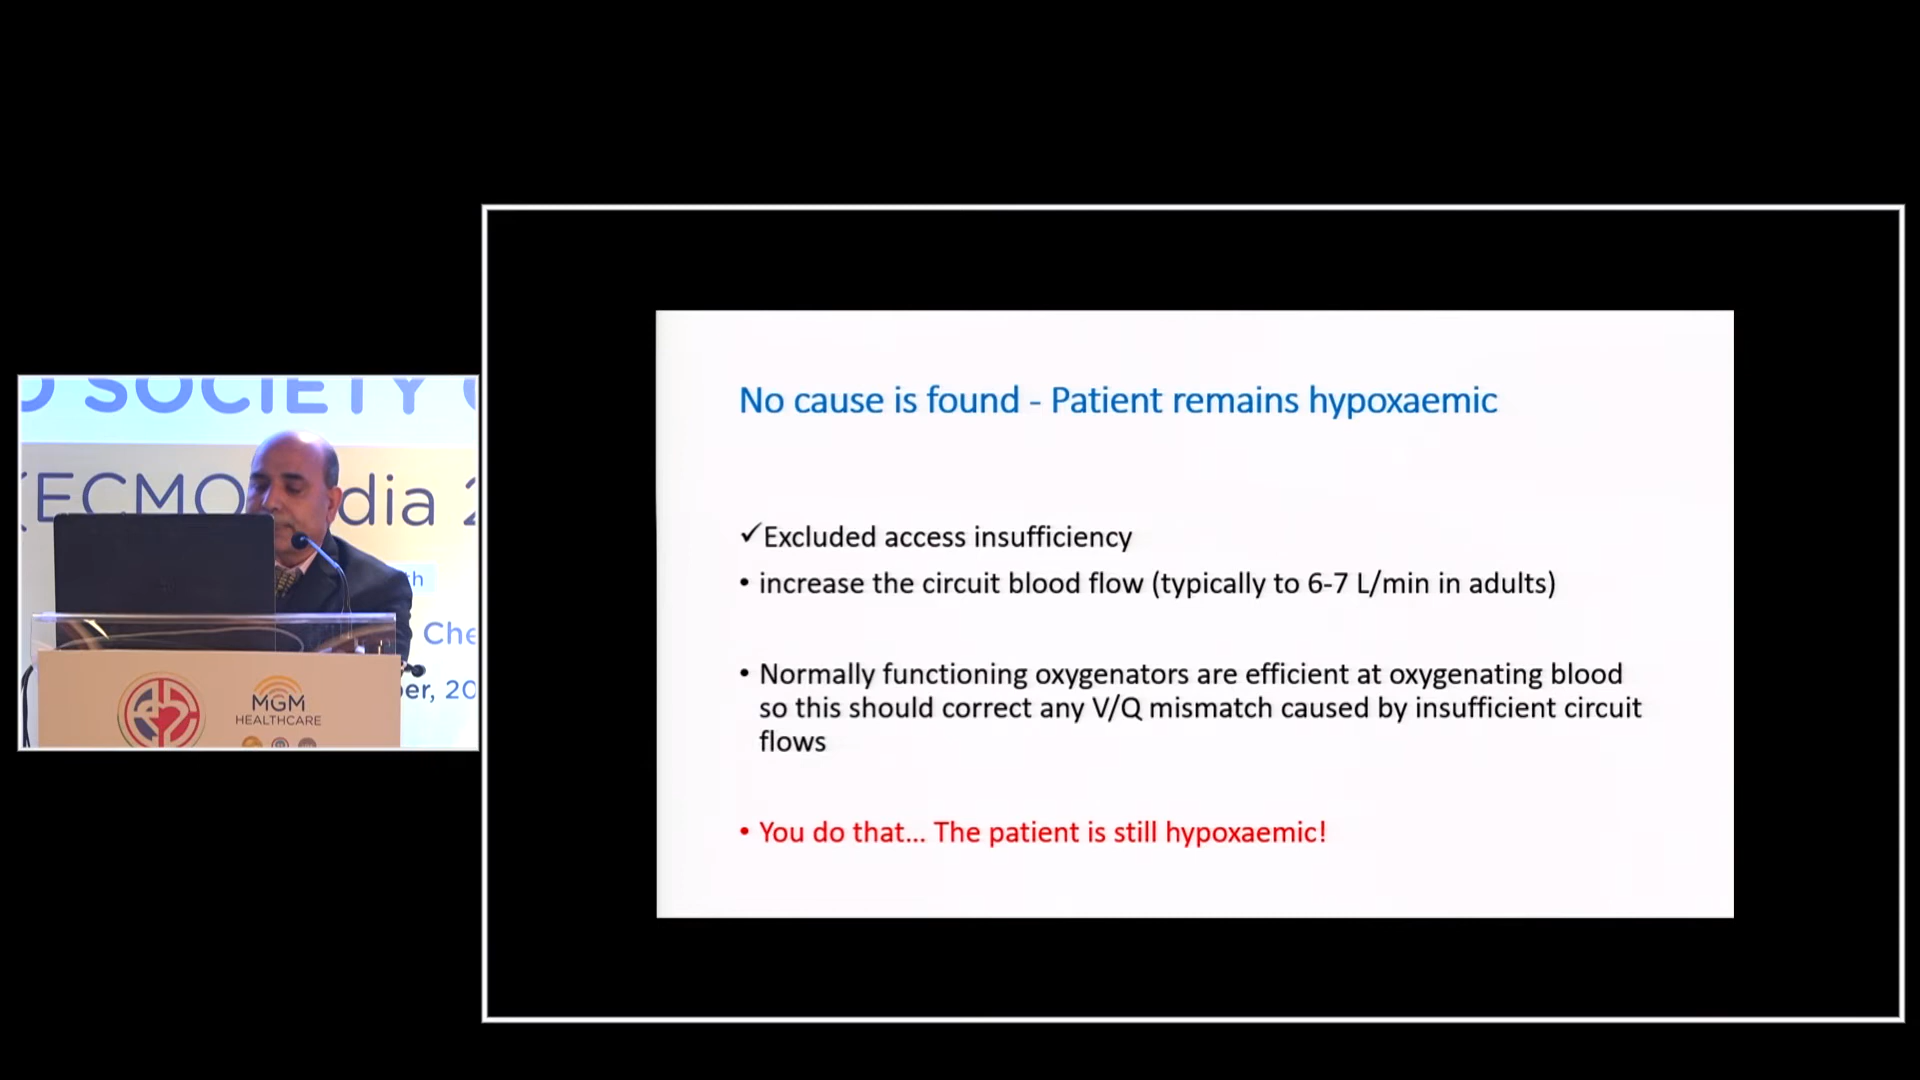 SOCIETY
ECMO dia 2
th
Che
er, 20
MGM
HEALTHCARE
No cause is found - Patient remains hypoxaemic
✓Excluded access insufficiency
• increase the circuit blood flow (typically to 6-7 L/min in adults)
• Normally functioning oxygenators are efficient at oxygenating blood
so this should correct any V/Q mismatch caused by insufficient circuit
flows
• You do that... The patient is still hypoxaemic!